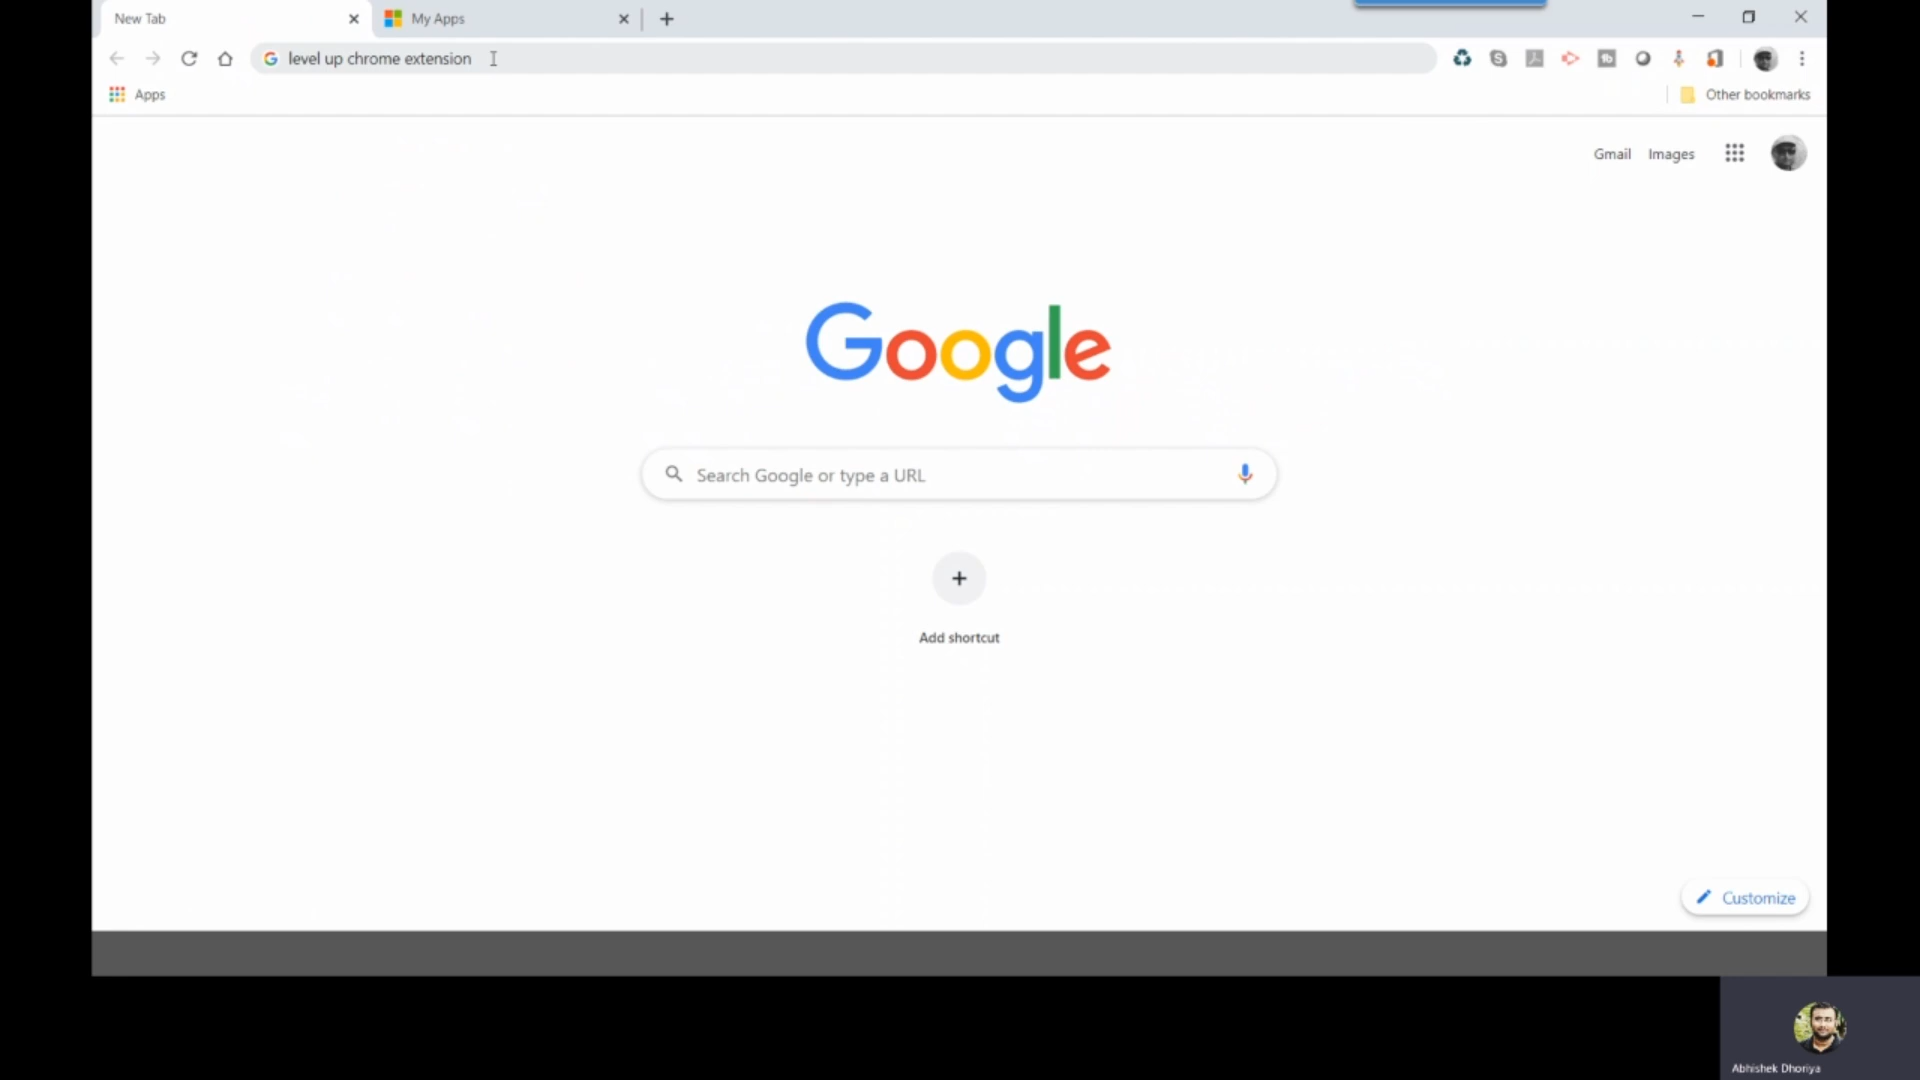 New Tab
My Apps
level up chrome extension
Apps
Other bookmarks
Gmail
Images
Google
Search Google or type a URL
Add shortcut
Customize
Abhishek Dhoriya